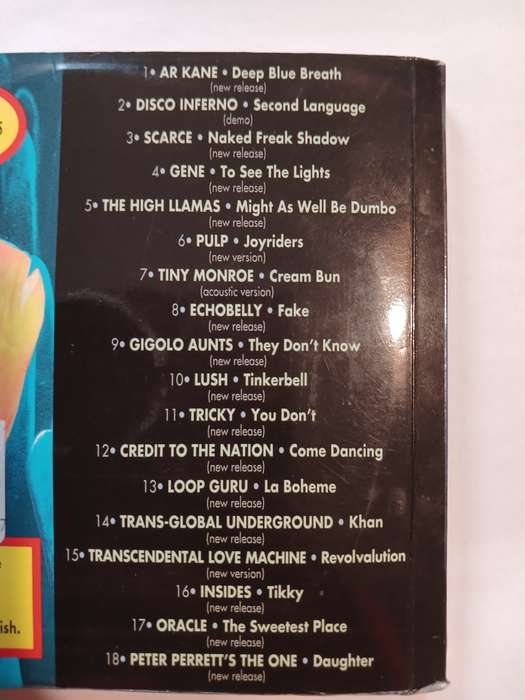 1• AR KANE • Deep Blue Breath
(new release)
2• DISCO INFERNO • Second Language
(demo)
3• SCARCE • Naked Freak Shadow
(new release)
4• GENE • To See The Lights
(new release)
5• THE HIGH LLAMAS • Might As Well Be Dumbo
(new release)
6• PULP • Joyriders
(new version)
7• TINY MONROE • Cream Bun
(acoustic version)
8• ECHOBELLY • Fake
(new release)
9• GIGOLO AUNTS • They Don't Know
(new release)
10• LUSH • Tinkerbell
(new release)
11• TRICKY • You Don't
(new release)
12• CREDIT TO THE NATION • Come Dancing
(new release)
13• LOOP GURU • La Boheme
(new release)
14• TRANS-GLOBAL UNDERGROUND • Khan
(new release)
15• TRANSCENDENTAL LOVE MACHINE • Revolvalution
(new version)
16• INSIDES • Tikky
(new release)
17• ORACLE • The Sweetest Place
(new release)
18• PETER PERRETT'S THE ONE • Daughter
(new release)
ish.